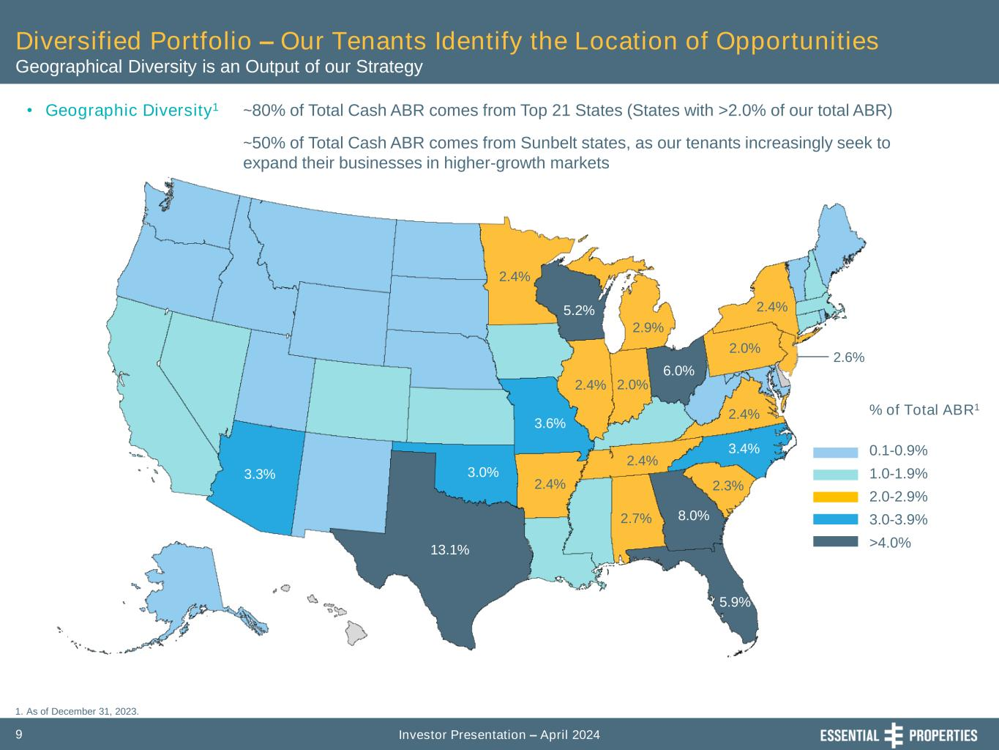 Diversified Portfolio – Our Tenants Identify the Location of Opportunities
Geographical Diversity is an Output of our Strategy
• Geographic Diversity1
~80% of Total Cash ABR comes from Top 21 States (States with >2.0% of our total ABR)
~50% of Total Cash ABR comes from Sunbelt states, as our tenants increasingly seek to
expand their businesses in higher-growth markets
2.4%
5.2%
2.9%
2.4%
2.0%
2.6%
2.4%
2.0%
6.0%
2.4%
3.6%
3.4%
3.3%
3.0%
2.4%
2.4%
2.3%
2.7%
8.0%
13.1%
5.9%
% of Total ABR1
0.1-0.9%
1.0-1.9%
2.0-2.9%
3.0-3.9%
>4.0%
1. As of December 31, 2023.
9
Investor Presentation – April 2024
ESSENTIAL PROPERTIES